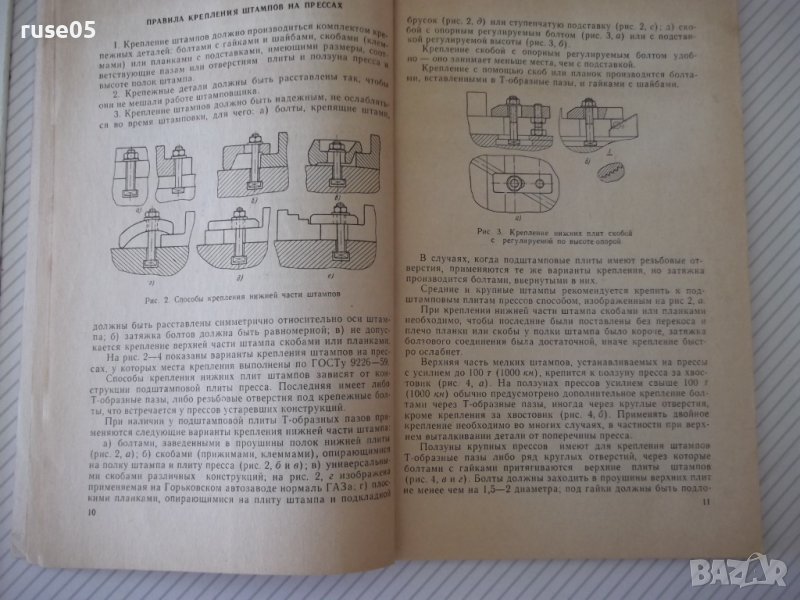 ruse05
ПРАВИЛА КРЕПЛЕНИЯ ШТАМПОВ НА ПРЕССАХ
1. Крепление штампов должно производиться комплектом кре-
пежных деталей: болтами с гайками и шайбами, скобами (клем-
мами) или планками с подставками, имеющими размеры, соот-
ветствующие пазам или отверстиям плиты и ползуна пресса и
высоте полок штампа.
2. Крепежные детали должны быть расставлены так, чтобы
они не мешали работе штамповщика.
3. Крепление штампов должно быть надежным, не ослаблять-
ся во время штамповки, для чего: а) болты, крепящие штамп,
а)
б)
в)
г)
д)
е)
Рис. 2. Способы крепления нижней части штампов
должны быть расставлены симметрично относительно оси штам-
па; б) затяжка болтов должна быть равномерной; в) не допус-
кается крепление верхней части штампа скобами или планками.
На рис. 2—4 показаны варианты крепления штампов на прес-
сах, у которых места крепления выполнены по ГОСТу 9226—59.
Способы крепления нижних плит штампов зависят от кон-
струкции подштамповой плиты пресса. Последняя имеет либо
Т-образные пазы, либо резьбовые отверстия под крепежные бол-
ты, что встречается у прессов устаревших конструкций.
При наличии у подштамповой плиты Т-образных пазов приме-
няются следующие варианты крепления нижней части штампа:
а) болтами, заведенными в проушины полок нижней плиты
(рис. 2, а); б) скобами (прижимами, клеммами), опирающимися
на полку штампа и плиту пресса (рис. 2, б и в); в) универсальны-
ми скобами различных конструкций, на рис. 2, г изображена
применяемая на Горьковском автозаводе нормаль ГАЗа; г) плос-
кими планками, опирающимися на плиту штампа и подкладной
10
брусок (рис. 2, д) или ступенчатую подставку (рис. 2, е); д) ско-
бой с опорным регулируемым болтом (рис. 3, а) или с подстав-
кой регулируемой высоты (рис. 3, б).
Крепление скобой с опорным регулируемым болтом удоб-
но — оно занимает меньше места, чем с подставкой.
Крепление с помощью скоб или планок производится болта-
ми, вставленными в Т-образные пазы, и гайками с шайбами.
а)
б)
Рис 3. Крепление нижних плит скобой
с регулируемой по высоте опорой
В случаях, когда подштамповые плиты имеют резьбовые от-
верстия, применяются те же варианты крепления, но затяжка
производится болтами, ввернутыми в них.
Средние и крупные штампы рекомендуется крепить к под-
штамповым плитам прессов способом, изображенным на рис 2, а.
При креплении нижней части штампа скобами или планками
необходимо, чтобы последние были поставлены без перекоса и
плечо планки или скобы у полки штампа было короче, затяжка
болтового соединения была достаточной, иначе крепление быст-
ро ослабнет.
Верхняя часть мелких штампов, устанавливаемых на прессы
с усилием до 100 т (1000 кн), крепится к ползуну пресса за хвос-
товик (рис. 4, а). На ползунах прессов усилием свыше 100 т
(1000 кн) обычно предусмотрено дополнительное крепление бол-
тами через Т-образные пазы, иногда через круглые отверстия,
кроме крепления за хвостовик (рис. 4, б). Применять двойное
крепление необходимо во многих случаях, в частности при верх-
нем выталкивании детали от поперечины пресса.
Ползуны крупных прессов имеют для крепления штампов
Т-образные пазы либо ряд круглых отверстий, через которые
болтами с гайками притягиваются верхние плиты штампов
(рис. 4, в и г). Болты должны заходить в проушины верхних плит
не менее чем на 1,5—2 диаметра; под гайки должны быть подло-
11
BAZAR